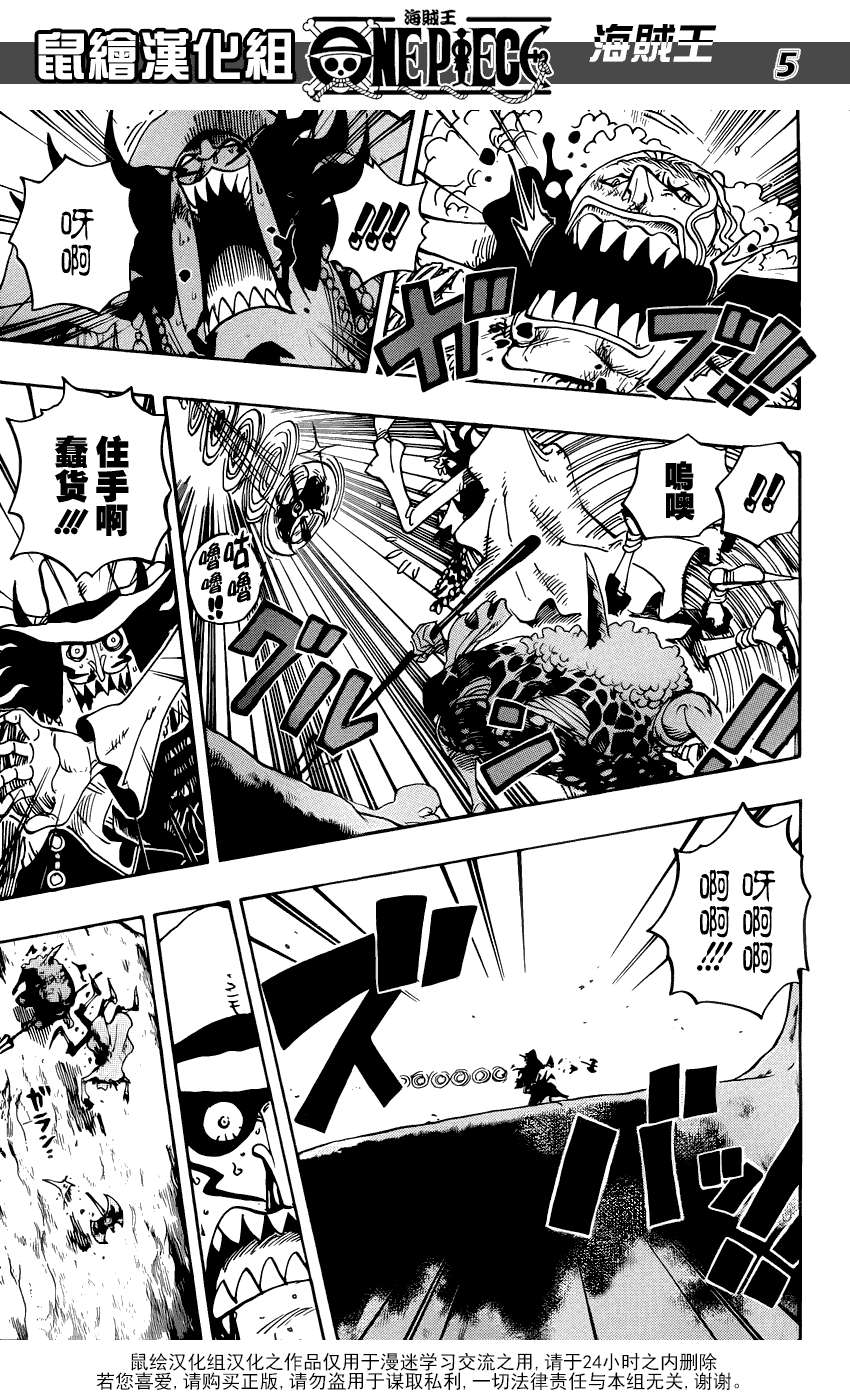 鼠繪漢化組
海賊王
ONE PIECE
海賊王
5
!!!
ガブ!!
呀
啊
!!
嗚
噢
咕嚕
嚕嚕!!
グルン
住手啊
蠢货!!!
呀啊啊
啊啊!!!
ズバッ!!
ガラン
鼠绘汉化组汉化之作品仅用于漫迷学习交流之用, 请于24小时之内删除
若您喜爱, 请购买正版, 请勿盗用于谋取私利, 一切法律责任与本组无关, 谢谢。